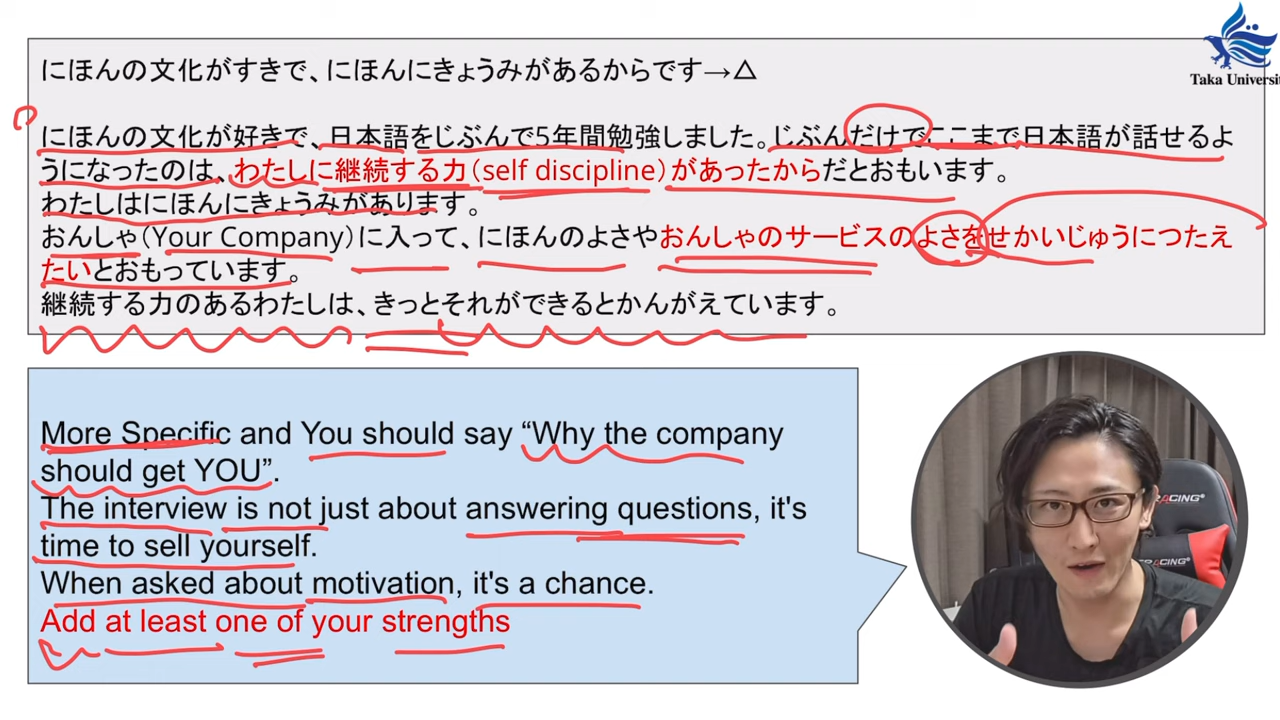 Taka Universit
にほんの文化がすきで、にほんにきょうみがあるからです→△
にほんの文化が好きで、日本語をじぶんで5年間勉強しました。じぶんだけでここまで日本語が話せるよ
うになったのは、わたしに継続する力（self discipline）があったからだとおもいます。
わたしはにほんにきょうみがあります。
おんしゃ（Your Company）に入って、にほんのよさやおんしゃのサービスのよさをせかいじゅうにつたえ
たいとおもっています。
継続する力のあるわたしは、きっとそれができるとかんがえています。
More Specific and You should say “Why the company
should get YOU”.
The interview is not just about answering questions, it's
time to sell yourself.
When asked about motivation, it's a chance.
Add at least one of your strengths
RACING
RACING